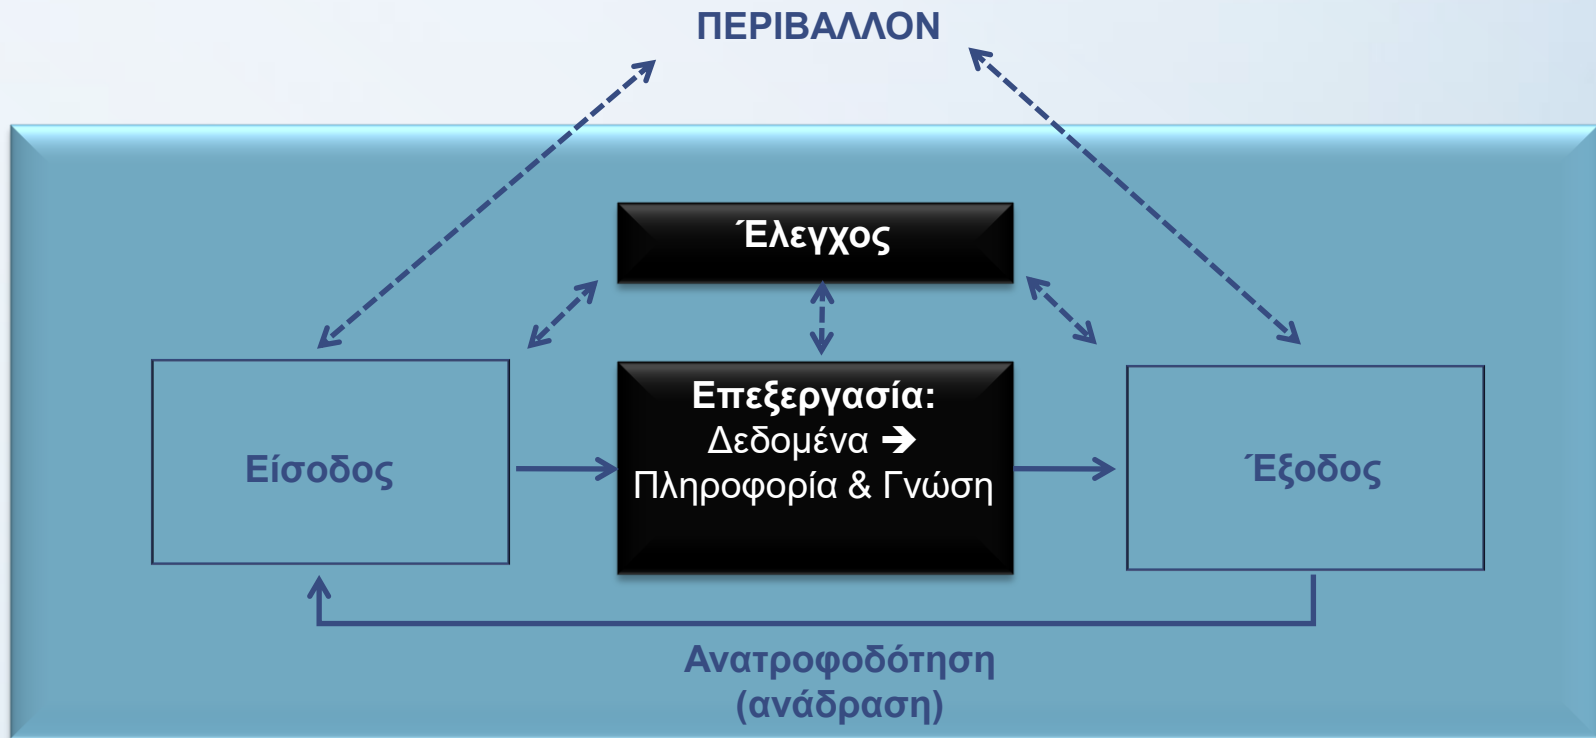 ΠΕΡΙΒΑΛΛΟΝ
Έλεγχος
Είσοδος
Επεξεργασία:
Δεδομένα ➔
Πληροφορία & Γνώση
Έξοδος
Ανατροφοδότηση
(ανάδραση)